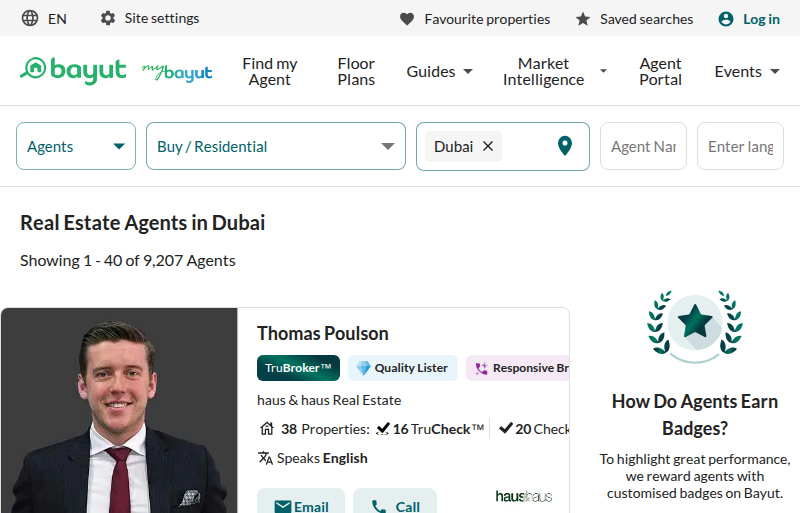 EN
Site settings
Favourite properties
Saved searches
Log in
bayut
my bayut
Find my
Agent
Floor
Plans
Guides
Market
Intelligence
Agent
Portal
Events
Agents
Buy / Residential
Dubai
Agent Nar
Enter lang
Real Estate Agents in Dubai
Showing 1 - 40 of 9,207 Agents
Thomas Poulson
TruBroker™
Quality Lister
Responsive Br
haus & haus Real Estate
38 Properties: 16 TruCheck™ 20 Check
Speaks English
Email
Call
haus&haus
How Do Agents Earn
Badges?
To highlight great performance,
we reward agents with
customised badges on Bayut.